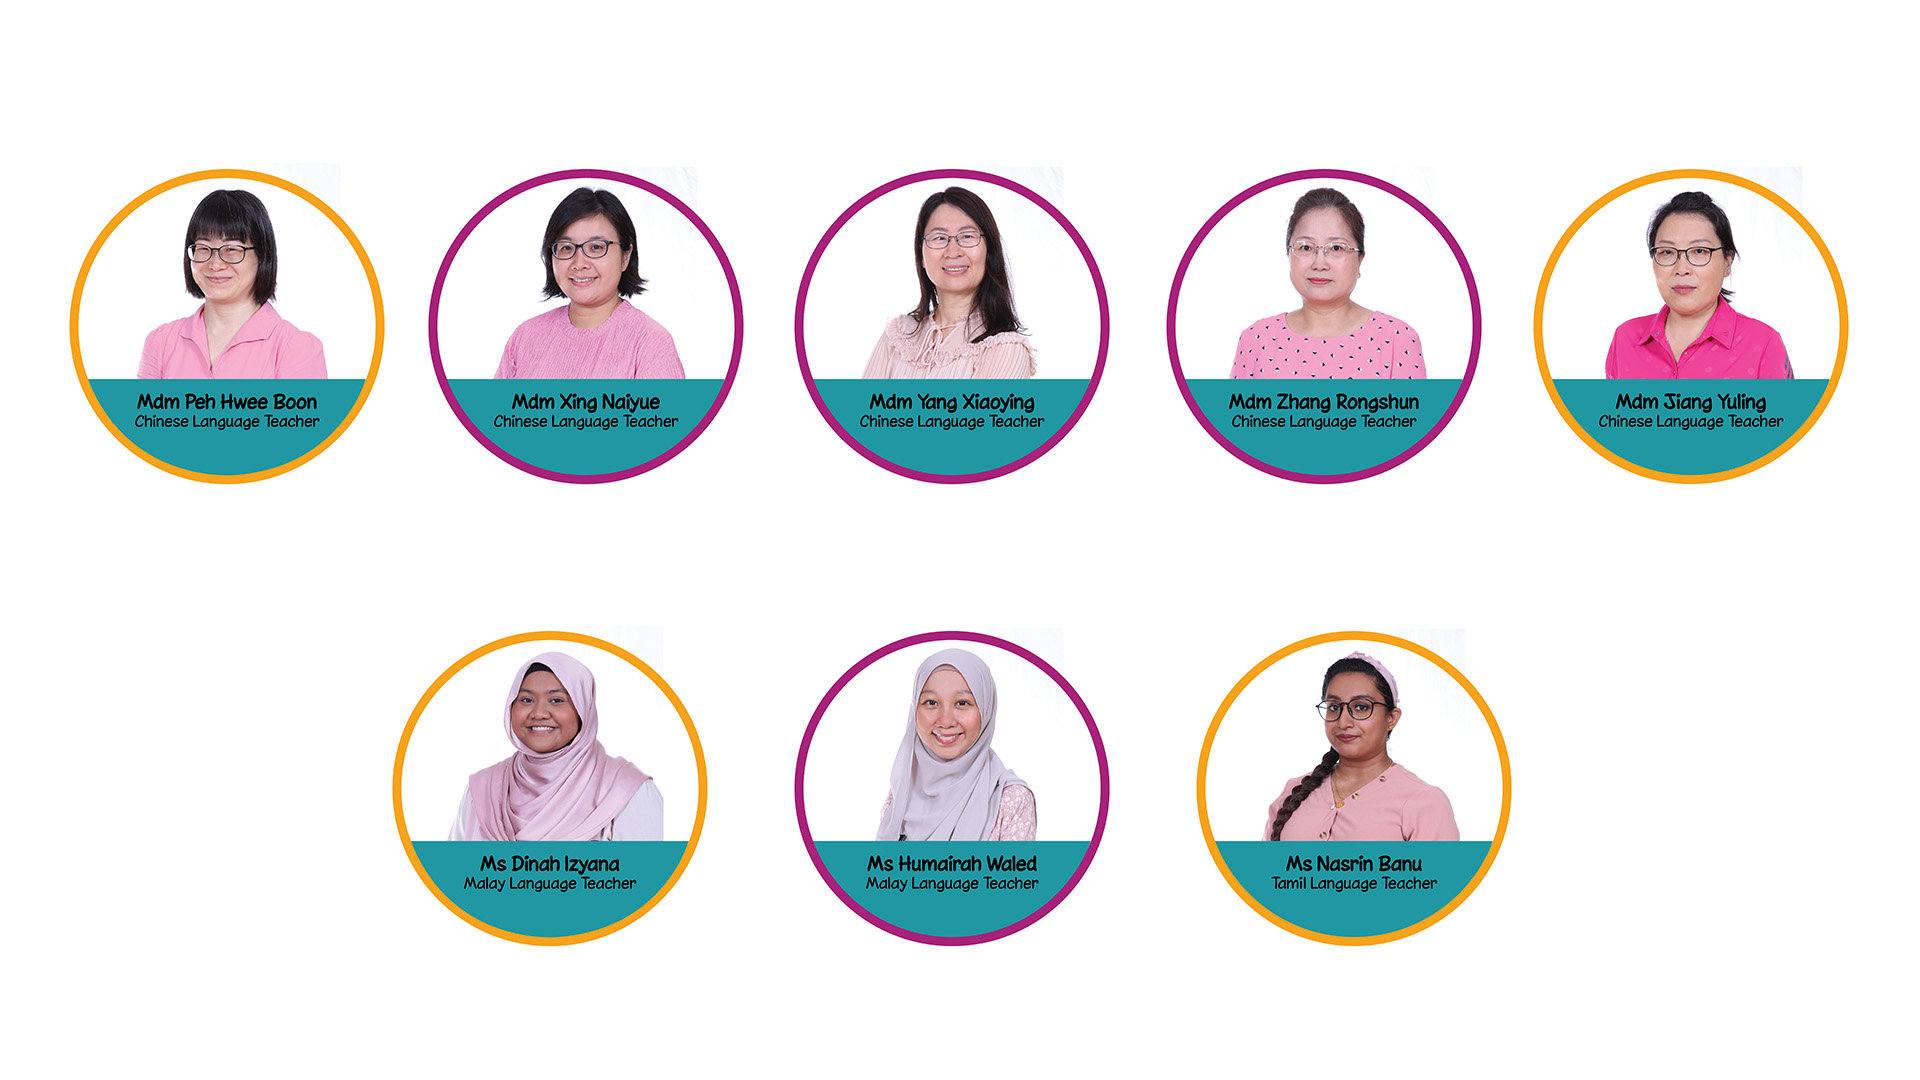 Mdm Peh Hwee Boon
Chinese Language Teacher
Mdm Xing Naiyue
Chinese Language Teacher
Mdm Yang Xiaoying
Chinese Language Teacher
Mdm Zhang Rongshun
Chinese Language Teacher
Mdm Jiang Yuling
Chinese Language Teacher
Ms Dinah Izyana
Malay Language Teacher
Ms Humairah Waled
Malay Language Teacher
Ms Nasrin Banu
Tamil Language Teacher